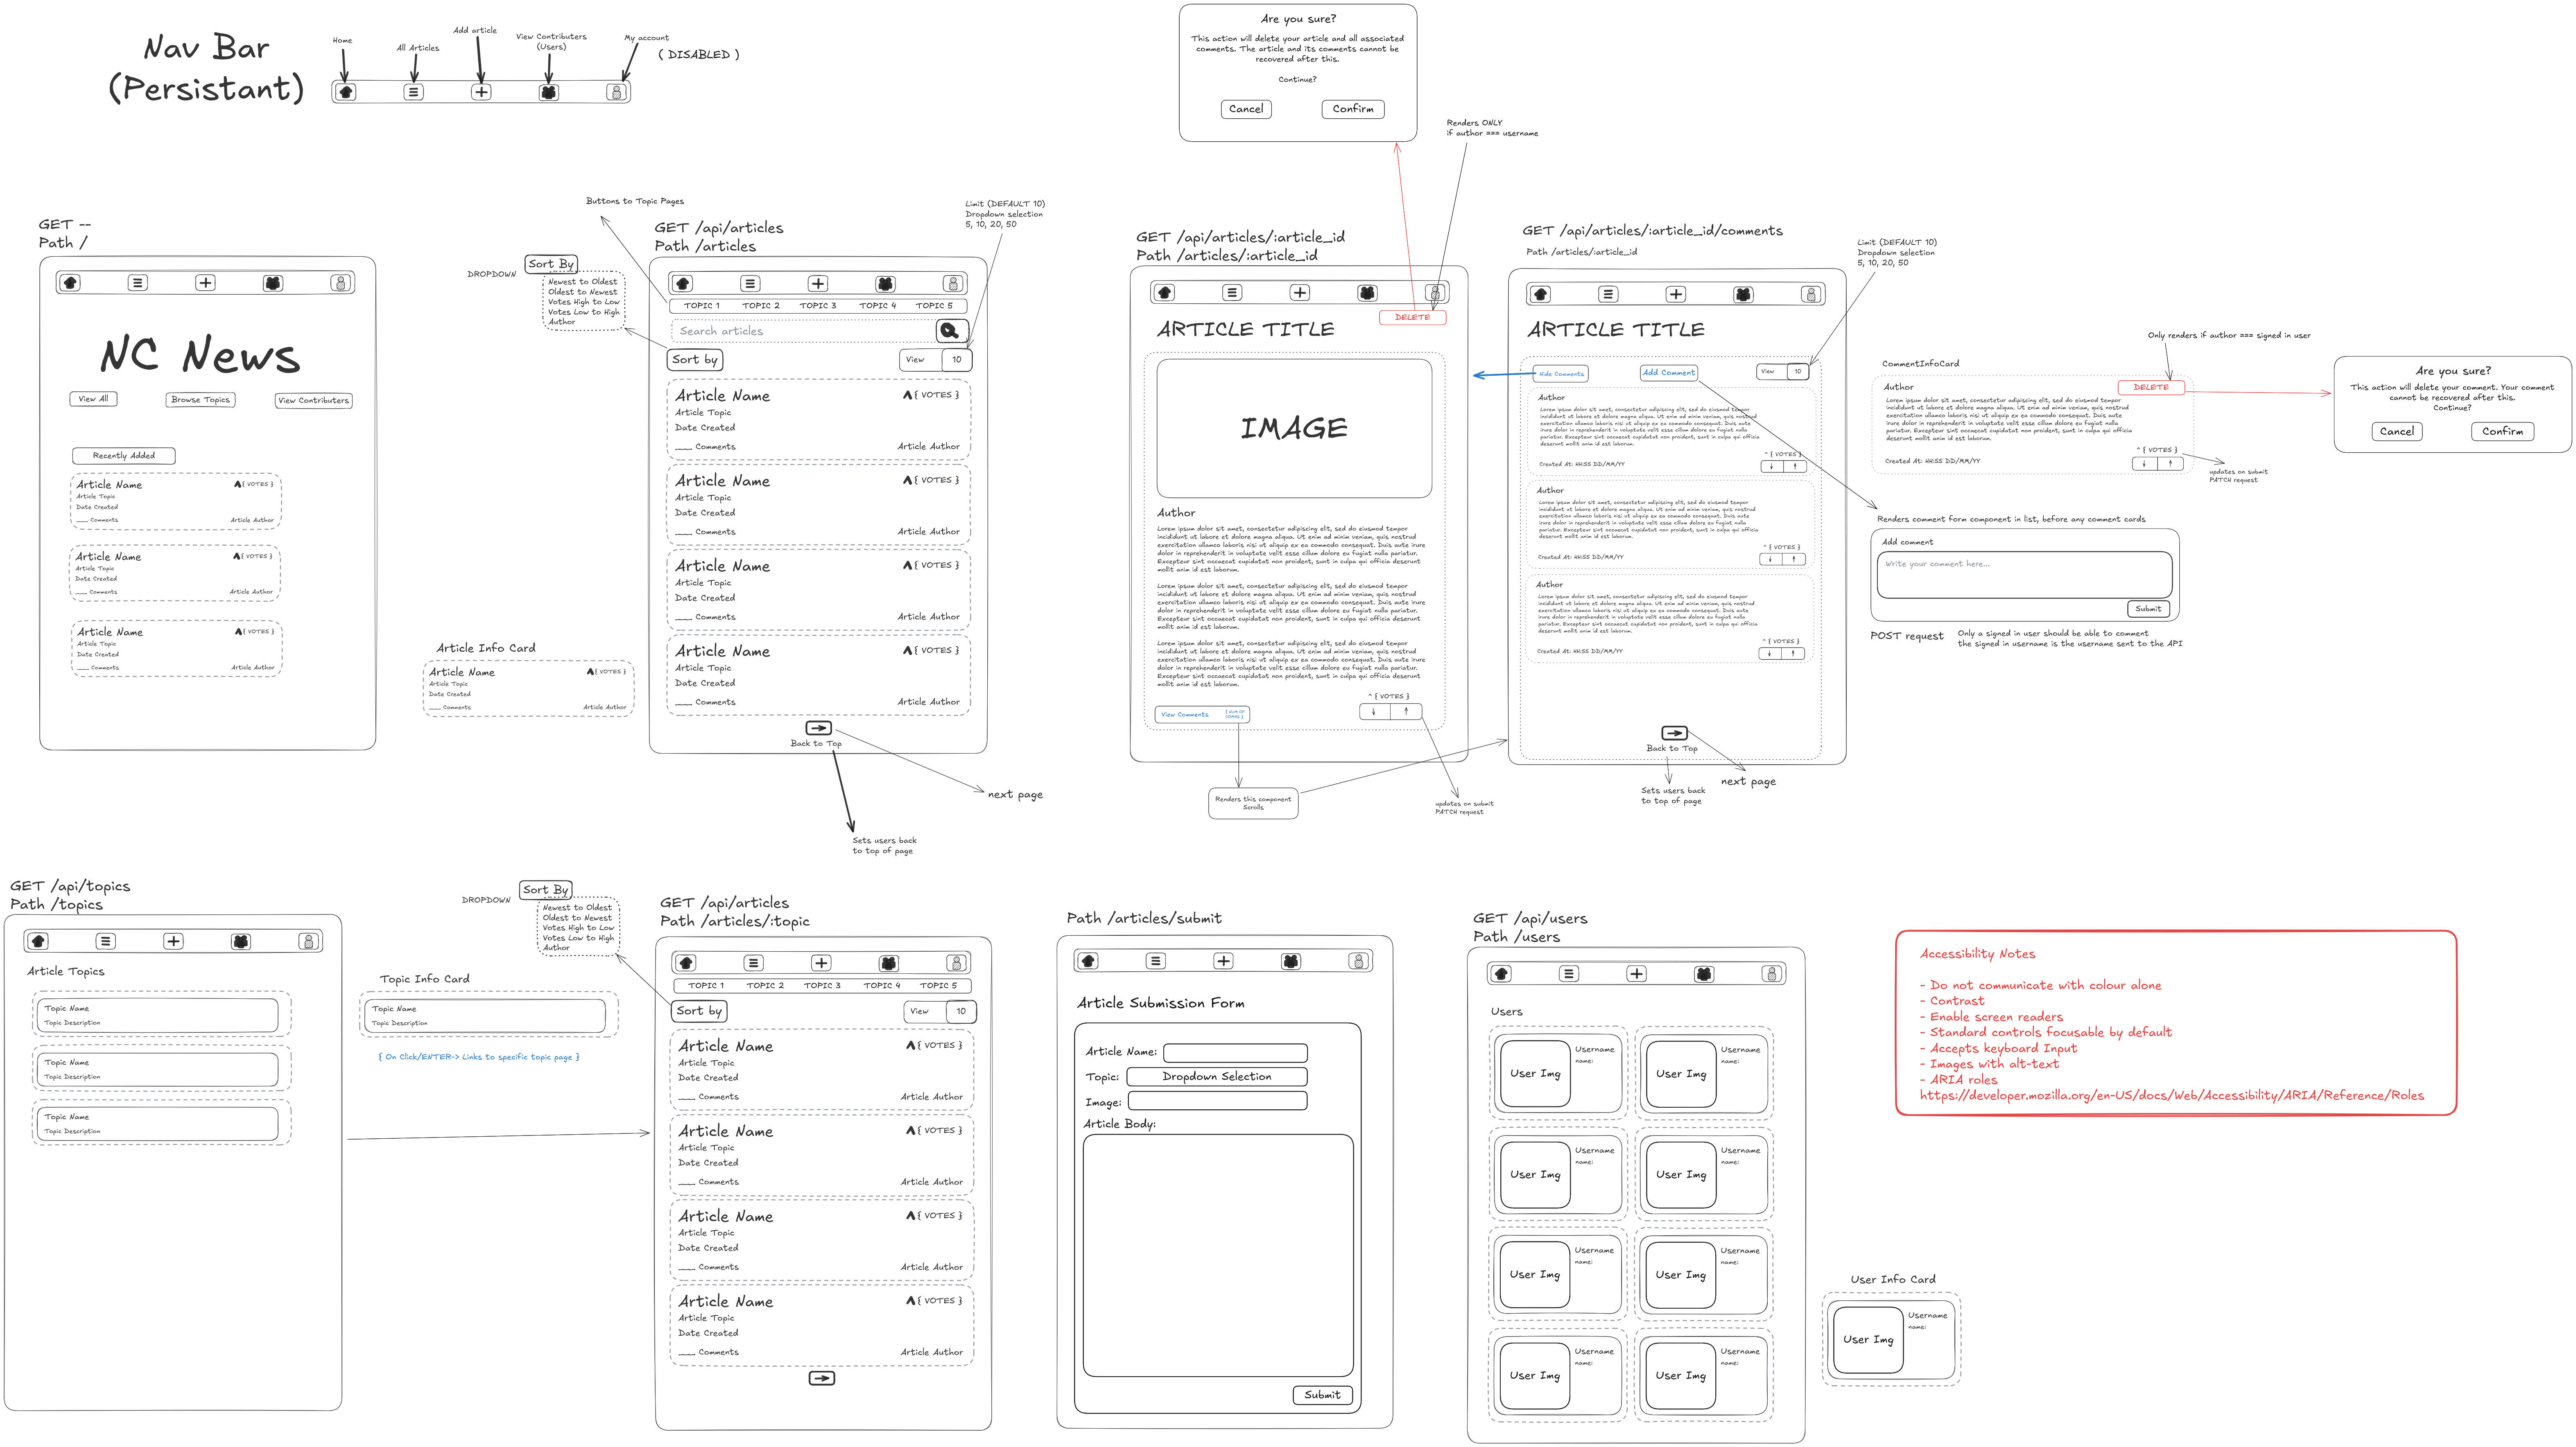 Nav Bar
(Persistant)
Home
All Articles
Add article
View Contributers
(Users)
My account
( DISABLED )
Are you sure?
This action will delete your article and all associated
comments. The article and its comments cannot be
recovered after this.
Continue?
Cancel
Confirm
Renders ONLY
if author === username
GET --
Path /
NC News
View All
Browse Topics
View Contributers
Recently Added
Article Name
{ VOTES }
Article Topic
Date Created
___ Comments
Article Author
Article Name
{ VOTES }
Article Topic
Date Created
___ Comments
Article Author
Article Name
{ VOTES }
Article Topic
Date Created
___ Comments
Article Author
Article Info Card
Article Name
{ VOTES }
Article Topic
Date Created
___ Comments
Article Author
Buttons to Topic Pages
DROPDOWN
Sort By
Newest to Oldest
Oldest to Newest
Votes High to Low
Votes Low to High
Author
Limit (DEFAULT 10)
Dropdown selection
5, 10, 20, 50
GET /api/articles
Path /articles
TOPIC 1
TOPIC 2
TOPIC 3
TOPIC 4
TOPIC 5
Search articles
Sort by
View
10
Article Name
{ VOTES }
Article Topic
Date Created
___ Comments
Article Author
Article Name
{ VOTES }
Article Topic
Date Created
___ Comments
Article Author
Article Name
{ VOTES }
Article Topic
Date Created
___ Comments
Article Author
Article Name
{ VOTES }
Article Topic
Date Created
___ Comments
Article Author
Back to Top
next page
Sets users back
to top of page
GET /api/articles/:article_id
Path /articles/:article_id
DELETE
ARTICLE TITLE
IMAGE
Author
Lorem ipsum dolor sit amet, consectetur adipiscing elit, sed do eiusmod tempor
incididunt ut labore et dolore magna aliqua. Ut enim ad minim veniam, quis nostrud
exercitation ullamco laboris nisi ut aliquip ex ea commodo consequat. Duis aute irure
dolor in reprehenderit in voluptate velit esse cillum dolore eu fugiat nulla pariatur.
Excepteur sint occaecat cupidatat non proident, sunt in culpa qui officia deserunt
mollit anim id est laborum.
Lorem ipsum dolor sit amet, consectetur adipiscing elit, sed do eiusmod tempor
incididunt ut labore et dolore magna aliqua. Ut enim ad minim veniam, quis nostrud
exercitation ullamco laboris nisi ut aliquip ex ea commodo consequat. Duis aute irure
dolor in reprehenderit in voluptate velit esse cillum dolore eu fugiat nulla pariatur.
Excepteur sint occaecat cupidatat non proident, sunt in culpa qui officia deserunt
mollit anim id est laborum.
Lorem ipsum dolor sit amet, consectetur adipiscing elit, sed do eiusmod tempor
incididunt ut labore et dolore magna aliqua. Ut enim ad minim veniam, quis nostrud
exercitation ullamco laboris nisi ut aliquip ex ea commodo consequat. Duis aute irure
dolor in reprehenderit in voluptate velit esse cillum dolore eu fugiat nulla pariatur.
Excepteur sint occaecat cupidatat non proident, sunt in culpa qui officia deserunt
mollit anim id est laborum.
^ { VOTES }
View Comments
↓ ↑
Renders this component
Scrolls
updates on submit
PATCH request
GET /api/articles/:article_id/comments
Path /articles/:article_id
Limit (DEFAULT 10)
Dropdown selection
5, 10, 20, 50
ARTICLE TITLE
Hide Comments
Add Comment
View
10
Author
Lorem ipsum dolor sit amet, consectetur adipiscing elit, sed do eiusmod tempor
incididunt ut labore et dolore magna aliqua. Ut enim ad minim veniam, quis nostrud
exercitation ullamco laboris nisi ut aliquip ex ea commodo consequat. Duis aute
irure dolor in reprehenderit in voluptate velit esse cillum dolore eu fugiat nulla
pariatur. Excepteur sint occaecat cupidatat non proident, sunt in culpa qui officia
deserunt mollit anim id est laborum.
^ { VOTES }
Created At: HH:SS DD/MM/YY
↓ ↑
Author
Lorem ipsum dolor sit amet, consectetur adipiscing elit, sed do eiusmod tempor
incididunt ut labore et dolore magna aliqua. Ut enim ad minim veniam, quis nostrud
exercitation ullamco laboris nisi ut aliquip ex ea commodo consequat. Duis aute
irure dolor in reprehenderit in voluptate velit esse cillum dolore eu fugiat nulla
pariatur. Excepteur sint occaecat cupidatat non proident, sunt in culpa qui officia
deserunt mollit anim id est laborum.
^ { VOTES }
Created At: HH:SS DD/MM/YY
↓ ↑
Author
Lorem ipsum dolor sit amet, consectetur adipiscing elit, sed do eiusmod tempor
incididunt ut labore et dolore magna aliqua. Ut enim ad minim veniam, quis nostrud
exercitation ullamco laboris nisi ut aliquip ex ea commodo consequat. Duis aute
irure dolor in reprehenderit in voluptate velit esse cillum dolore eu fugiat nulla
pariatur. Excepteur sint occaecat cupidatat non proident, sunt in culpa qui officia
deserunt mollit anim id est laborum.
^ { VOTES }
Created At: HH:SS DD/MM/YY
↓ ↑
Back to Top
next page
Sets users back
to top of page
Only renders if author === signed in user
CommentInfoCard
Author
DELETE
Lorem ipsum dolor sit amet, consectetur adipiscing elit, sed do eiusmod tempor
incididunt ut labore et dolore magna aliqua. Ut enim ad minim veniam, quis nostrud
exercitation ullamco laboris nisi ut aliquip ex ea commodo consequat. Duis aute
irure dolor in reprehenderit in voluptate velit esse cillum dolore eu fugiat nulla
pariatur. Excepteur sint occaecat cupidatat non proident, sunt in culpa qui officia
deserunt mollit anim id est laborum.
^ { VOTES }
Created At: HH:SS DD/MM/YY
↓ ↑
updates on submit
PATCH request
Are you sure?
This action will delete your comment. Your comment
cannot be recovered after this.
Continue?
Cancel
Confirm
Renders comment form component in list, before any comment cards
Add comment
Write your comment here...
Submit
POST request
Only a signed in user should be able to comment
the signed in username is the username sent to the API
GET /api/topics
Path /topics
Article Topics
Topic Name
Topic Description
Topic Name
Topic Description
Topic Name
Topic Description
Topic Info Card
Topic Name
Topic Description
{ On Click/ENTER-> Links to specific topic page }
DROPDOWN
Sort By
Newest to Oldest
Oldest to Newest
Votes High to Low
Votes Low to High
Author
GET /api/articles
Path /articles/:topic
TOPIC 1
TOPIC 2
TOPIC 3
TOPIC 4
TOPIC 5
Sort by
View
10
Article Name
{ VOTES }
Article Topic
Date Created
___ Comments
Article Author
Article Name
{ VOTES }
Article Topic
Date Created
___ Comments
Article Author
Article Name
{ VOTES }
Article Topic
Date Created
___ Comments
Article Author
Article Name
{ VOTES }
Article Topic
Date Created
___ Comments
Article Author
Path /articles/submit
Article Submission Form
Article Name:
Topic:
Dropdown Selection
Image:
Article Body:
Submit
GET /api/users
Path /users
Users
User Img
Username
name:
User Img
Username
name:
User Img
Username
name:
User Img
Username
name:
User Img
Username
name:
User Img
Username
name:
User Img
Username
name:
User Img
Username
name:
User Info Card
User Img
Username
name:
Accessibility Notes
- Do not communicate with colour alone
- Contrast
- Enable screen readers
- Standard controls focusable by default
- Accepts keyboard Input
- Images with alt-text
- ARIA roles
https://developer.mozilla.org/en-US/docs/Web/Accessibility/ARIA/Reference/Roles